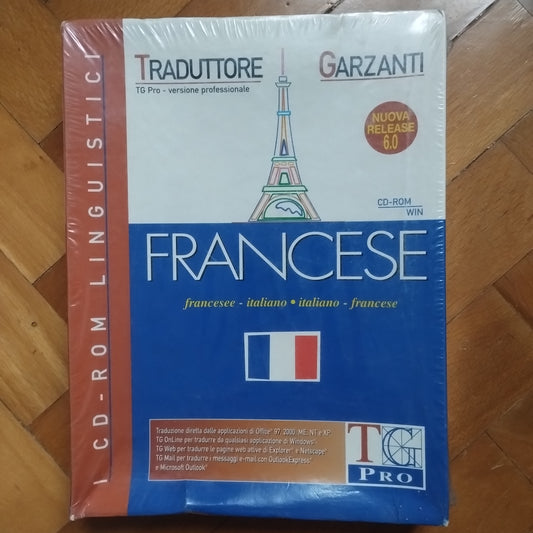 I CD-ROM LINGUISTICI
TRADUTTORE GARZANTI
TG Pro - versione professionale
NUOVA
RELEASE
6.0
CD-ROM
WIN
FRANCESE
francesee - italiano • italiano - francese
Traduzione diretta dalle applicazioni di Office® 97, 2000, ME, NT e XP
TG OnLine per tradurre da qualsiasi applicazione di Windows®
TG Web per tradurre le pagine web attive di Explorer® e Netscape®
TG Mail per tradurre i messaggi e-mail con OutlookExpress®
e Microsoft Outlook®
TG
PRO